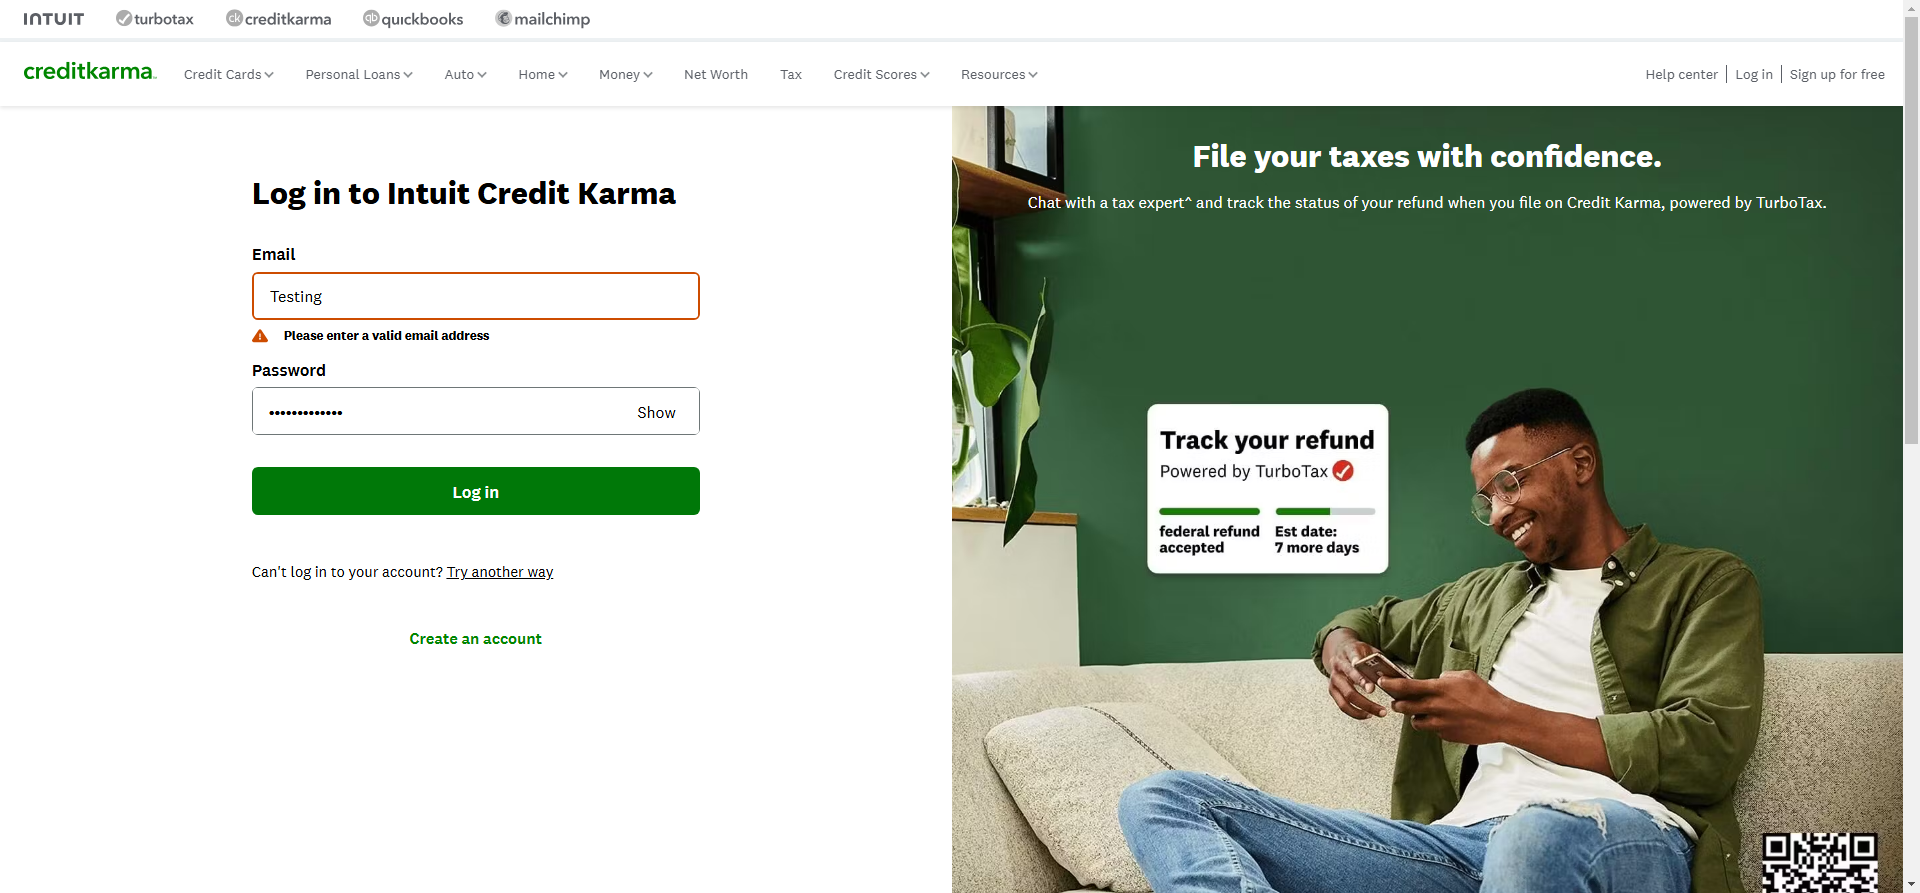 INTUIT turbotax creditkarma quickbooks mailchimp
creditkarma Credit Cards Personal Loans Auto Home Money Net Worth Tax Credit Scores Resources Help center Log in Sign up for free
Log in to Intuit Credit Karma
Email
Testing
Please enter a valid email address
Password
Show
Log in
Can't log in to your account? Try another way
Create an account
File your taxes with confidence.
Chat with a tax expert^ and track the status of your refund when you file on Credit Karma, powered by TurboTax.
Track your refund
Powered by TurboTax
federal refund
accepted
Est date:
7 more days